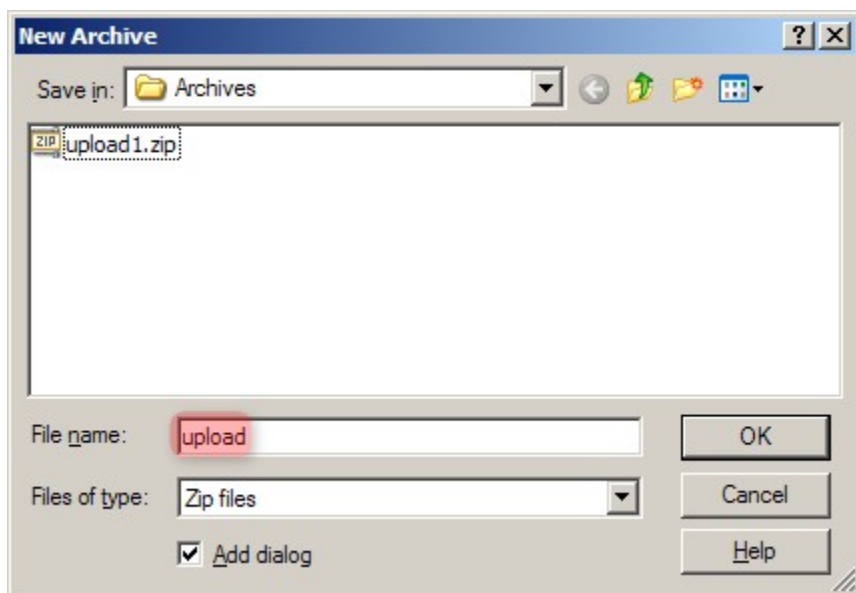 New Archive
Save in: Archives
ZIP upload1.zip
File name: upload OK
Files of type: Zip files Cancel
Add dialog Help